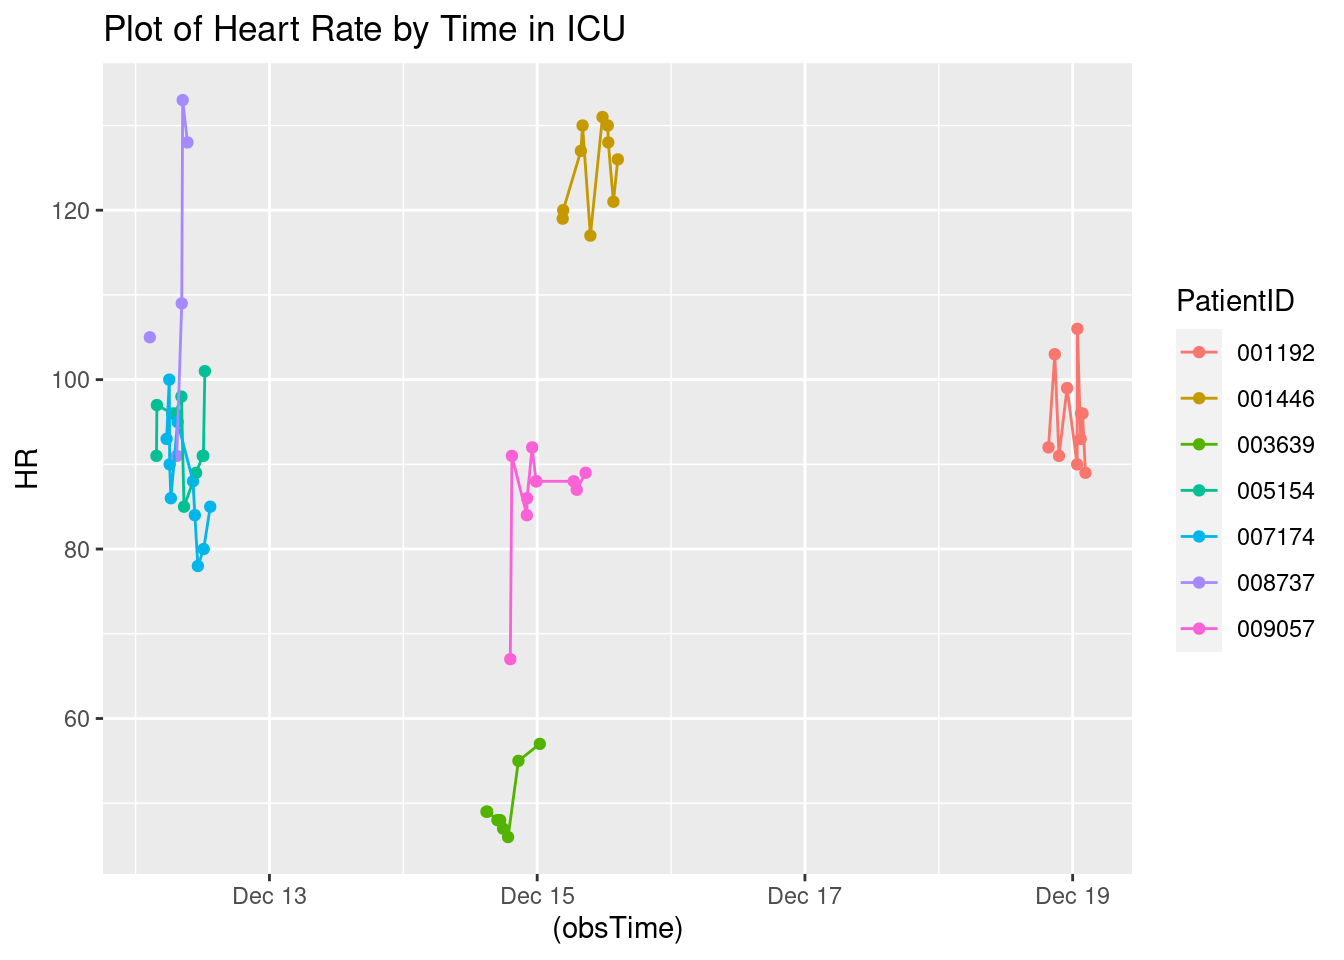 Plot of Heart Rate by Time in ICU
HR
120
100
80
60
Dec 13
Dec 15
Dec 17
Dec 19
(obsTime)
PatientID
001192
001446
003639
005154
007174
008737
009057